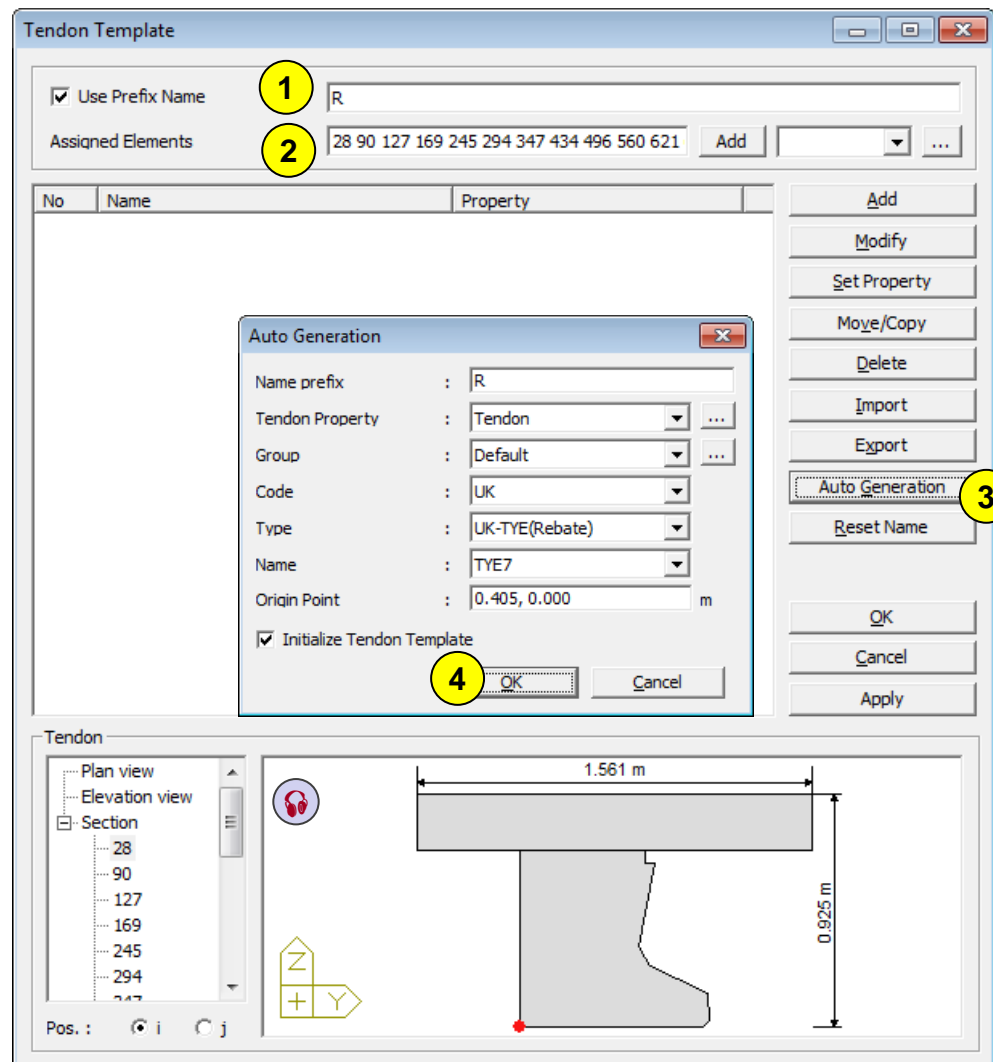 Tendon Template
Use Prefix Name
1
R
Assigned Elements
2
28 90 127 169 245 294 347 434 496 560 621
Add
...
No Name Property
Add
Modify
Set Property
Move/Copy
Delete
Import
Export
Auto Generation
3
Reset Name
OK
Cancel
Apply
Auto Generation
Name prefix : R
Tendon Property : Tendon ...
Group : Default ...
Code : UK
Type : UK-TYE(Rebate)
Name : TYE7
Origin Point : 0.405, 0.000 m
Initialize Tendon Template
4
OK Cancel
Tendon
Plan view
Elevation view
Section
28
90
127
169
245
294
347
Pos. : i j
1.561 m
0.925 m
Z
+ Y